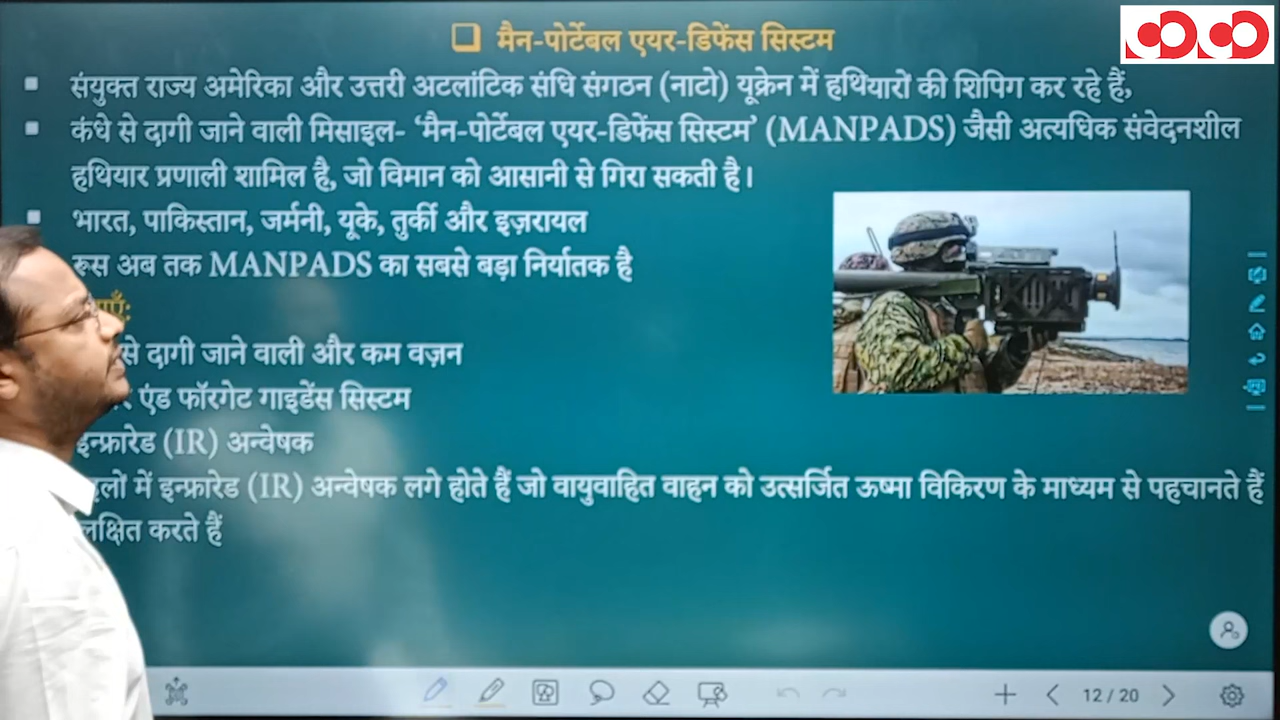 मैन-पोर्टेबल एयर-डिफेंस सिस्टम
संयुक्त राज्य अमेरिका और उत्तरी अटलांटिक संधि संगठन (नाटो) यूक्रेन में हथियारों की शिपिग कर रहे हैं,
कंधे से दागी जाने वाली मिसाइल- ‘मैन-पोर्टेबल एयर-डिफेंस सिस्टम’ (MANPADS) जैसी अत्यधिक संवेदनशील
हथियार प्रणाली शामिल है, जो विमान को आसानी से गिरा सकती है।
भारत, पाकिस्तान, जर्मनी, यूके, तुर्की और इज़रायल
रूस अब तक MANPADS का सबसे बड़ा निर्यातक है
से दागी जाने वाली और कम वज़न
एंड फॉरगेट गाइडेंस सिस्टम
इन्फ्रारेड (IR) अन्वेषक
में इन्फ्रारेड (IR) अन्वेषक लगे होते हैं जो वायुवाहित वाहन को उत्सर्जित ऊष्मा विकिरण के माध्यम से पहचानते हैं
लक्षित करते हैं
12 / 20